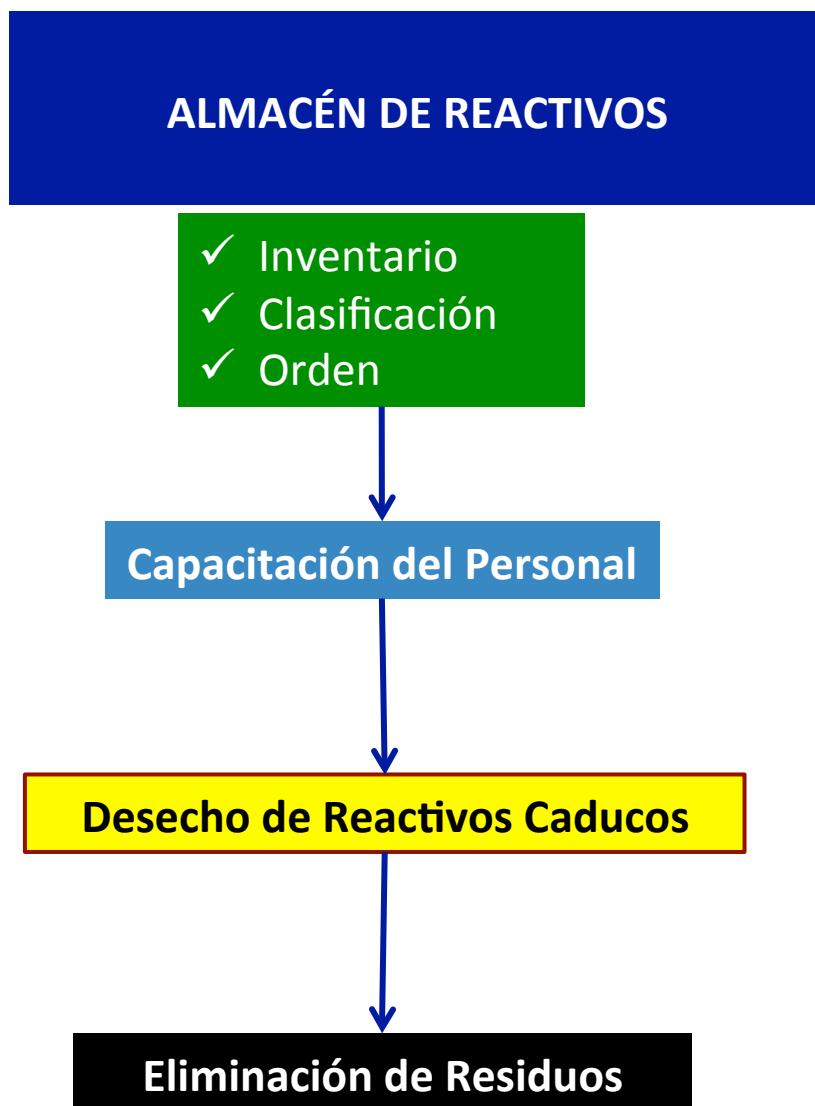 ALMACÉN DE REACTIVOS
✓ Inventario
✓ Clasificación
✓ Orden
Capacitación del Personal
Desecho de Reactivos Caducos
Eliminación de Residuos